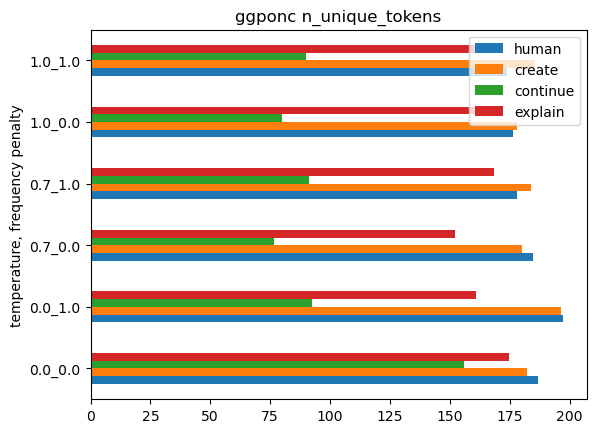 ggponc n_unique_tokens
human
create
continue
explain
temperature, frequency penalty
1.0_1.0
1.0_0.0
0.7_1.0
0.7_0.0
0.0_1.0
0.0_0.0
0 25 50 75 100 125 150 175 200